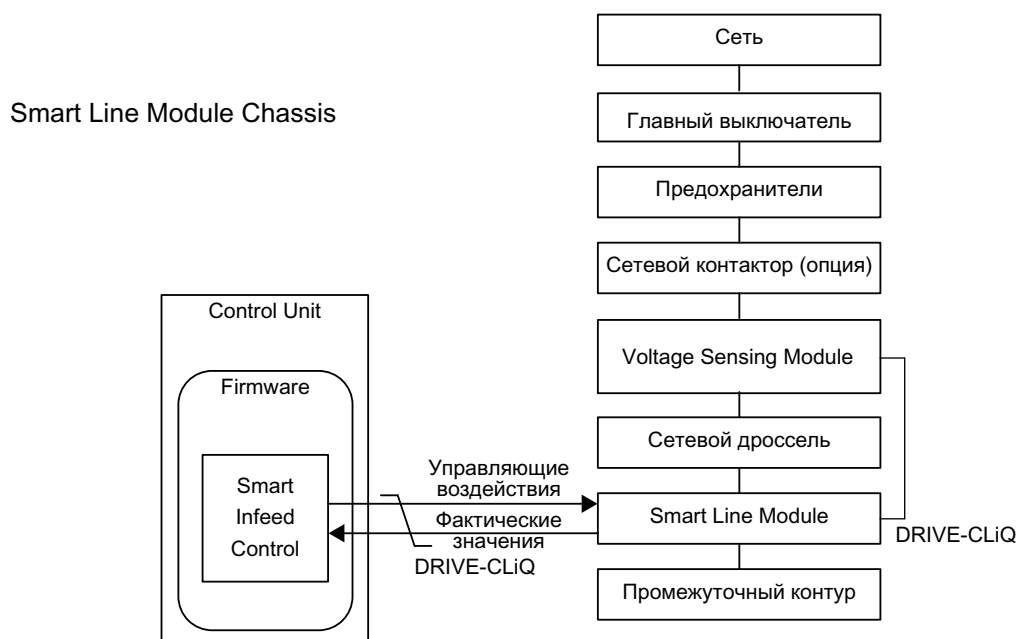 Smart Line Module Chassis
Сеть
Главный выключатель
Предохранители
Сетевой контактор (опция)
Voltage Sensing Module
Сетевой дроссель
Smart Line Module
Промежуточный контур
DRIVE-CLiQ
Control Unit
Firmware
Smart
Infeed
Control
Управляющие
воздействия
Фактические
значения
DRIVE-CLiQ